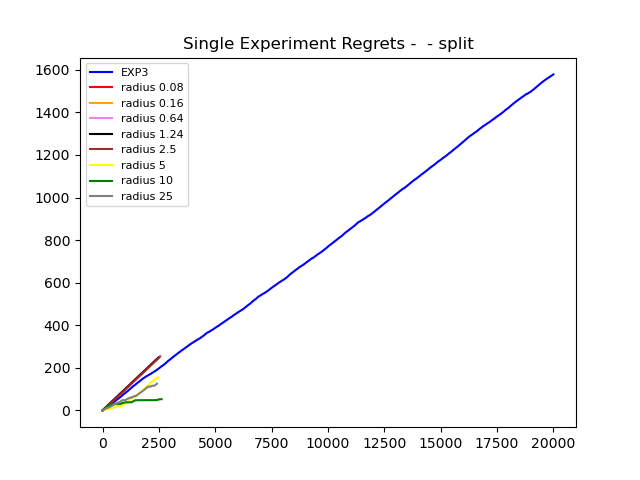 Single Experiment Regrets -  - split
1600
1400
1200
1000
800
600
400
200
0
EXP3
radius 0.08
radius 0.16
radius 0.64
radius 1.24
radius 2.5
radius 5
radius 10
radius 25
0 2500 5000 7500 10000 12500 15000 17500 20000